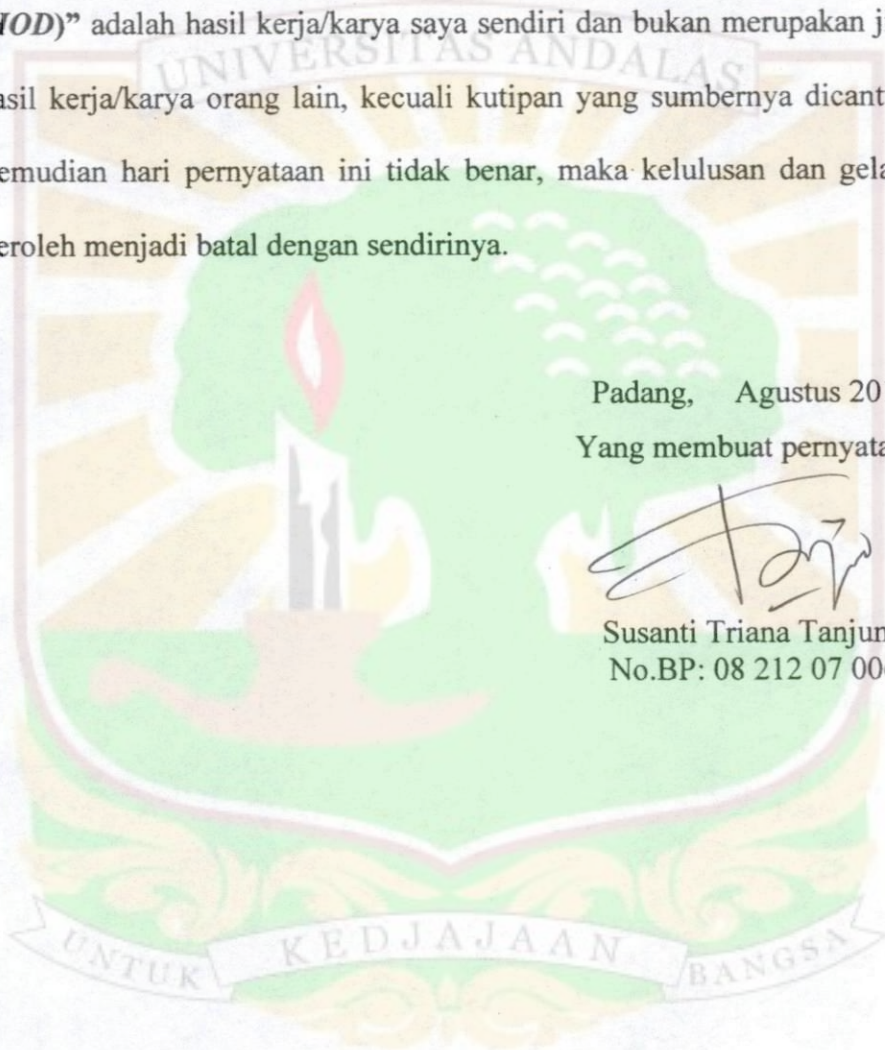 HOD)” adalah hasil kerja/karya saya sendiri dan bukan merupakan j
UNIVERSITAS ANDALAS
asil kerja/karya orang lain, kecuali kutipan yang sumbernya dicant
emudian hari pernyataan ini tidak benar, maka kelulusan dan gela
eroleh menjadi batal dengan sendirinya.
Padang, Agustus 20
Yang membuat pernyata
Susanti Triana Tanjun
No.BP: 08 212 07 00
UNTUK KEDJAJAAN BANGSA